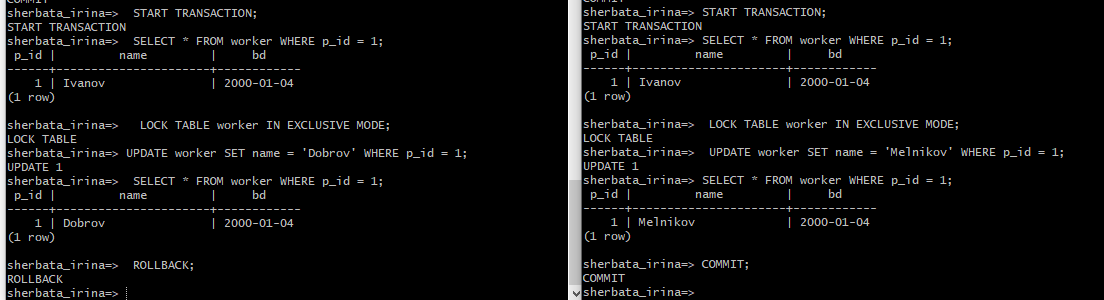 COMMIT
sherbata_irina=>  START TRANSACTION;
START TRANSACTION
sherbata_irina=>  SELECT * FROM worker WHERE p_id = 1;
 p_id |         name         |     bd
------+----------------------+------------
    1 | Ivanov               | 2000-01-04
(1 row)
sherbata_irina=>   LOCK TABLE worker IN EXCLUSIVE MODE;
LOCK TABLE
sherbata_irina=> UPDATE worker SET name = 'Dobrov' WHERE p_id = 1;
UPDATE 1
sherbata_irina=>  SELECT * FROM worker WHERE p_id = 1;
 p_id |         name         |     bd
------+----------------------+------------
    1 | Dobrov               | 2000-01-04
(1 row)
sherbata_irina=>  ROLLBACK;
ROLLBACK
sherbata_irina=>
COMMIT
sherbata_irina=>  START TRANSACTION;
START TRANSACTION
sherbata_irina=> SELECT * FROM worker WHERE p_id = 1;
 p_id |         name         |     bd
------+----------------------+------------
    1 | Ivanov               | 2000-01-04
(1 row)
sherbata_irina=>  LOCK TABLE worker IN EXCLUSIVE MODE;
LOCK TABLE
sherbata_irina=>  UPDATE worker SET name = 'Melnikov' WHERE p_id = 1;
UPDATE 1
sherbata_irina=> SELECT * FROM worker WHERE p_id = 1;
 p_id |         name         |     bd
------+----------------------+------------
    1 | Melnikov             | 2000-01-04
(1 row)
sherbata_irina=> COMMIT;
COMMIT
sherbata_irina=>